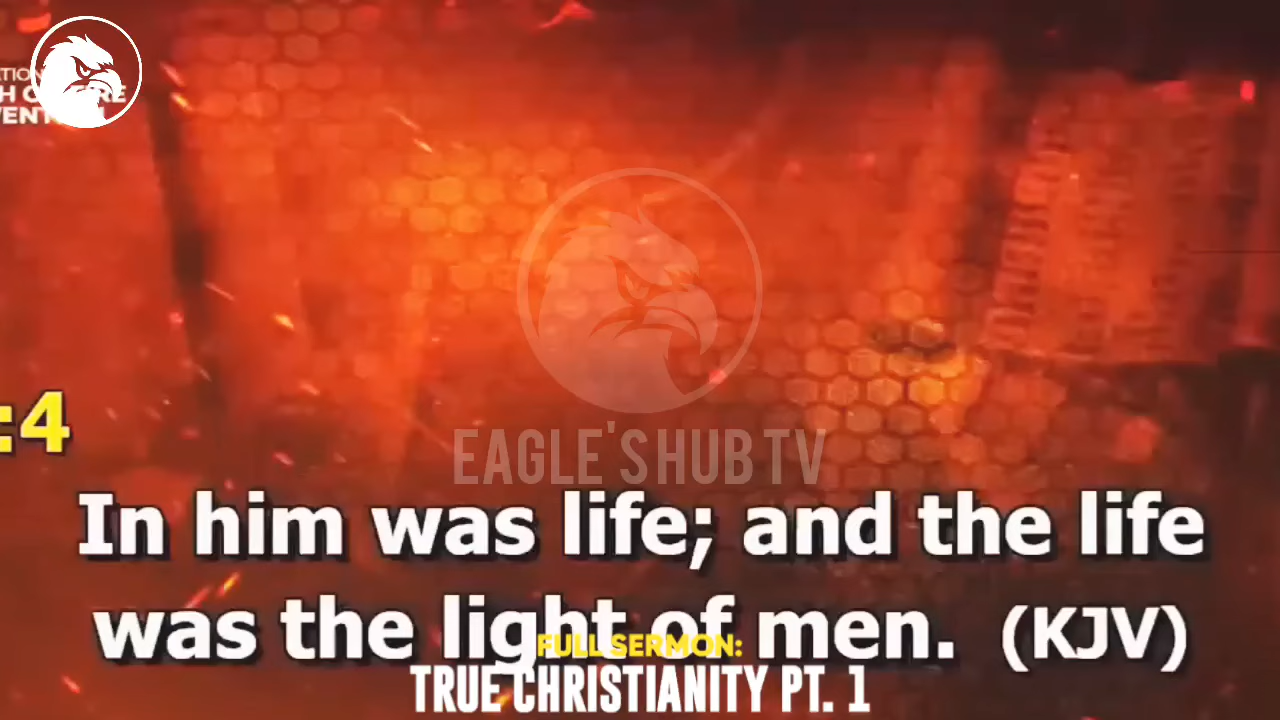 :4
EAGLE'S HUB TV
In him was life; and the life
was the light of men. (KJV)
FULL SERMON:
TRUE CHRISTIANITY PT. 1